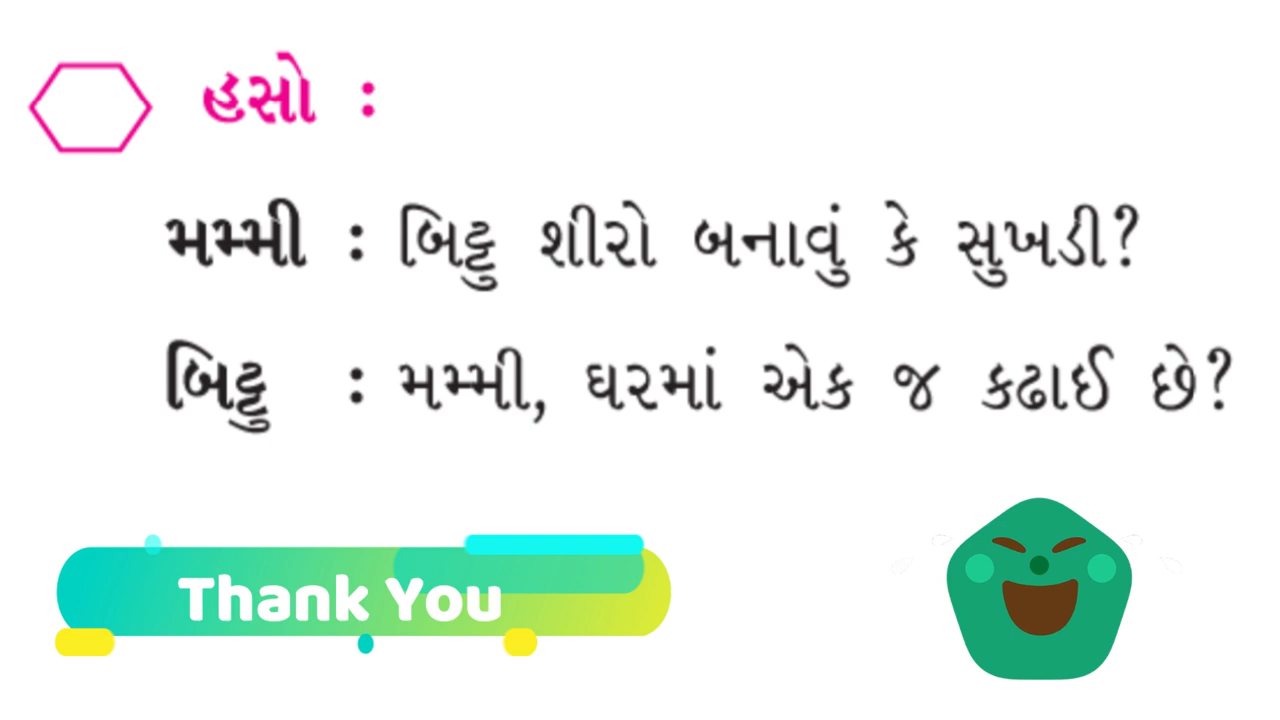 હસો :
મમ્મી : બિટ્ટુ શીરો બનાવું કે સુખડી?
બિટ્ટુ : મમ્મી, ઘરમાં એક જ કઢાઈ છે?
Thank You